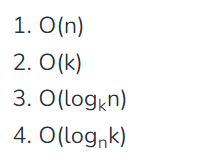 1. O(n)
2. O(k)
3. O(logₖn)
4. O(logₙk)